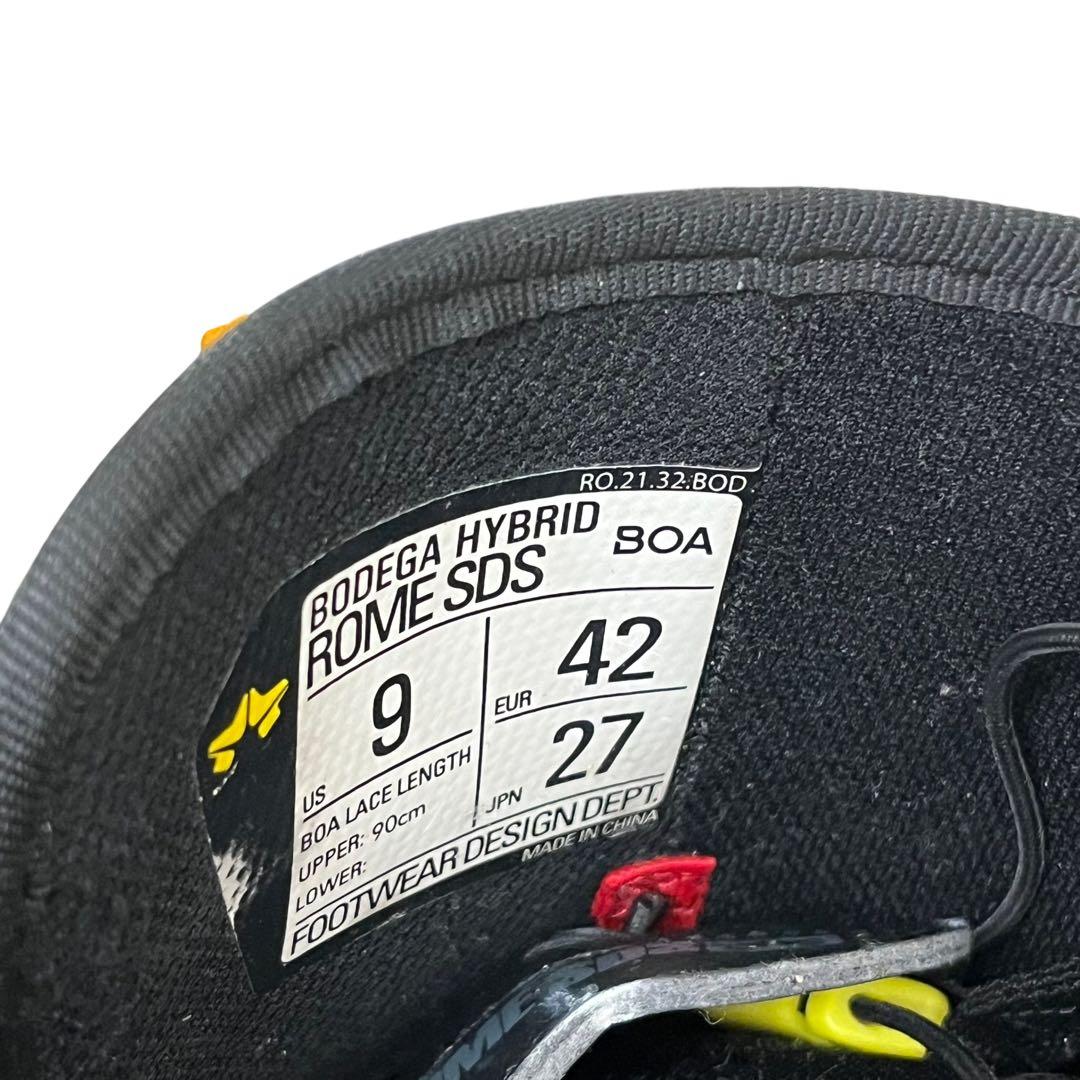 RO.21.32.BOD
BODEGA HYBRID
BOA
ROME SDS
9
US
EUR
42
JPN
27
BOA LACE LENGTH
UPPER: 90cm
LOWER:
FOOTWEAR DESIGN DEPT.
MADE IN CHINA